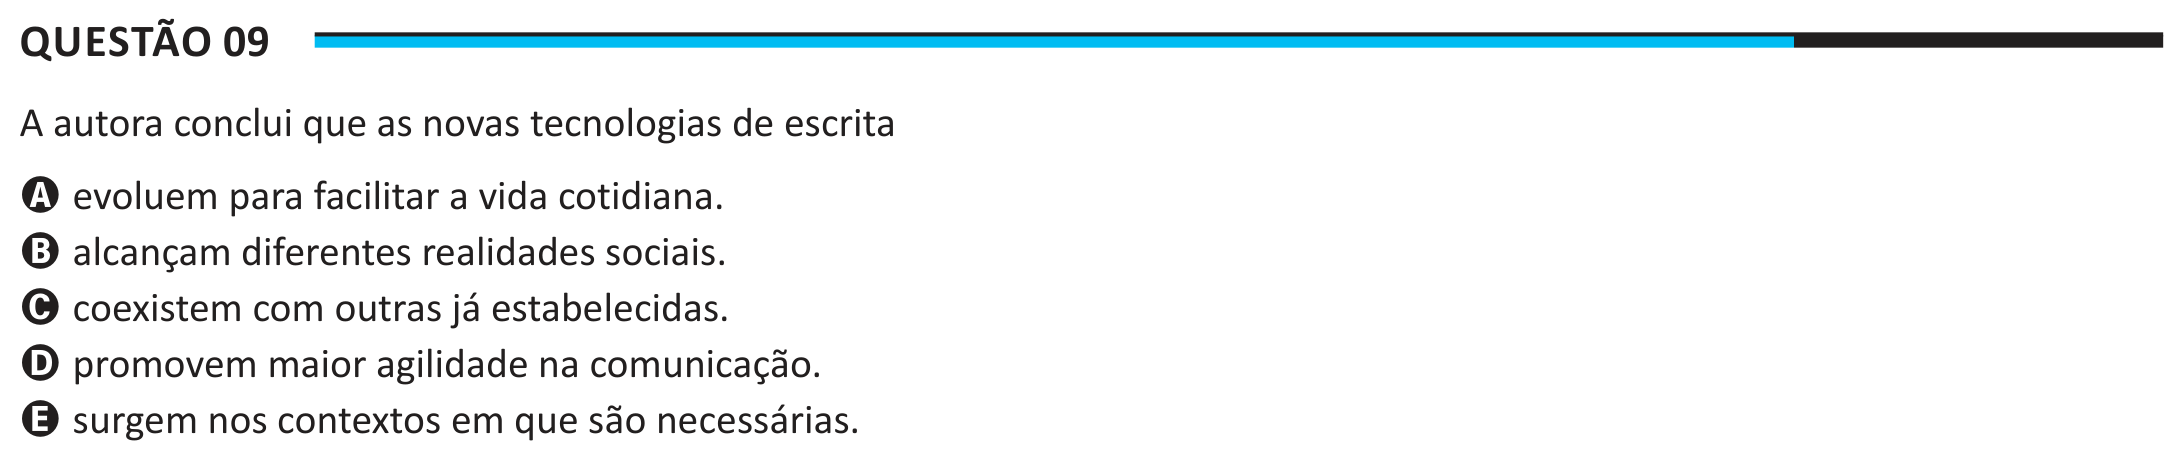 QUESTÃO 09
A autora conclui que as novas tecnologias de escrita
A evoluem para facilitar a vida cotidiana.
B alcançam diferentes realidades sociais.
C coexistem com outras já estabelecidas.
D promovem maior agilidade na comunicação.
E surgem nos contextos em que são necessárias.